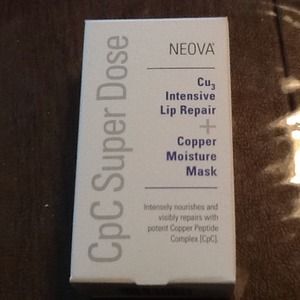 CpC Super Dose
NEOVA®
Cu3
Intensive
Lip Repair
+
Copper
Moisture
Mask
Intensely nourishes and
visibly repairs with
potent Copper Peptide
Complex [CpC].